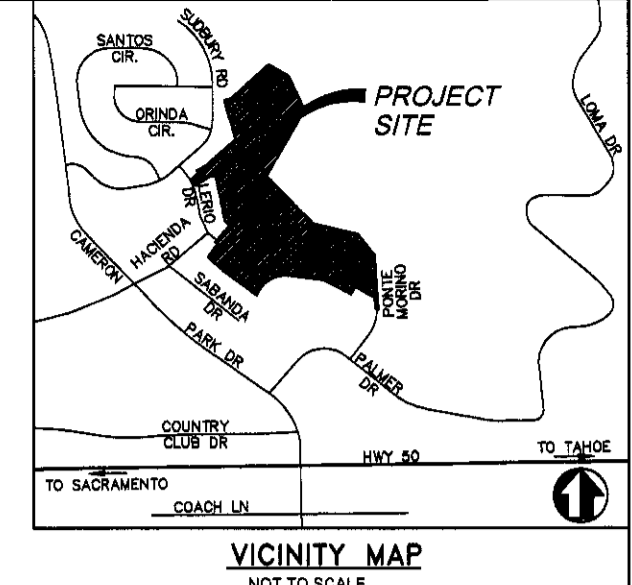 SUDBURY RD
SANTOS
CIR.
ORINDA
CIR.
PROJECT
SITE
LOMA DR
LERIO
DR
HACIENDA
RD
CAMERON
PARK DR
SABANDA
DR
PONTE
MORINO
DR
PALMER
DR
COUNTRY
CLUB DR
HWY 50
TO TAHOE
TO SACRAMENTO
COACH LN
VICINITY MAP
NOT TO SCALE